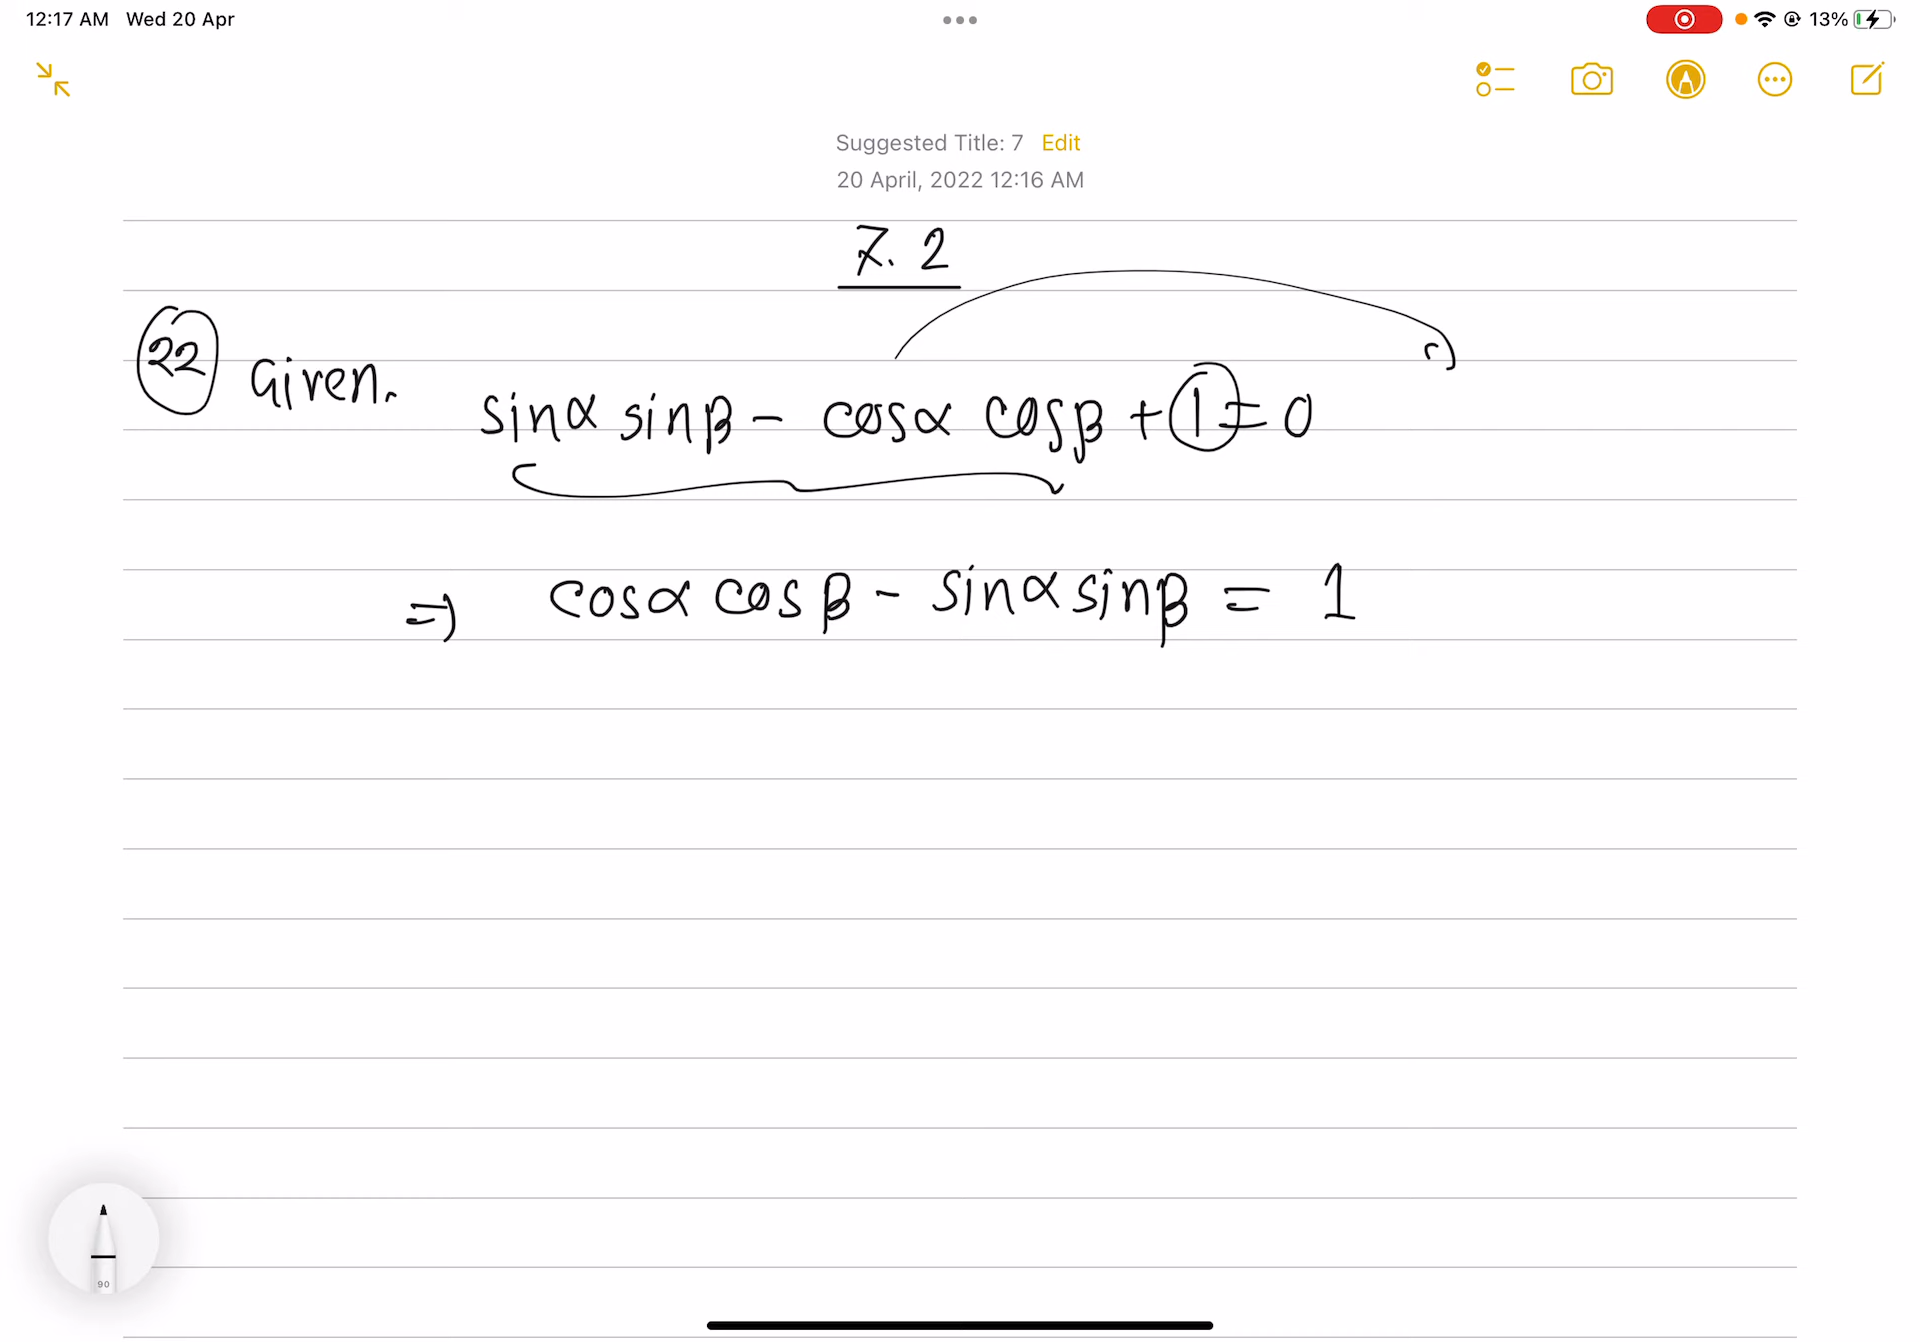 12:17 AM Wed 20 Apr
13%
Suggested Title: 7 Edit
20 April, 2022 12:16 AM
7.2
22 Given. sinα sinβ - cosα cosβ + 1 = 0
=> cosα cosβ - sinα sinβ = 1
90